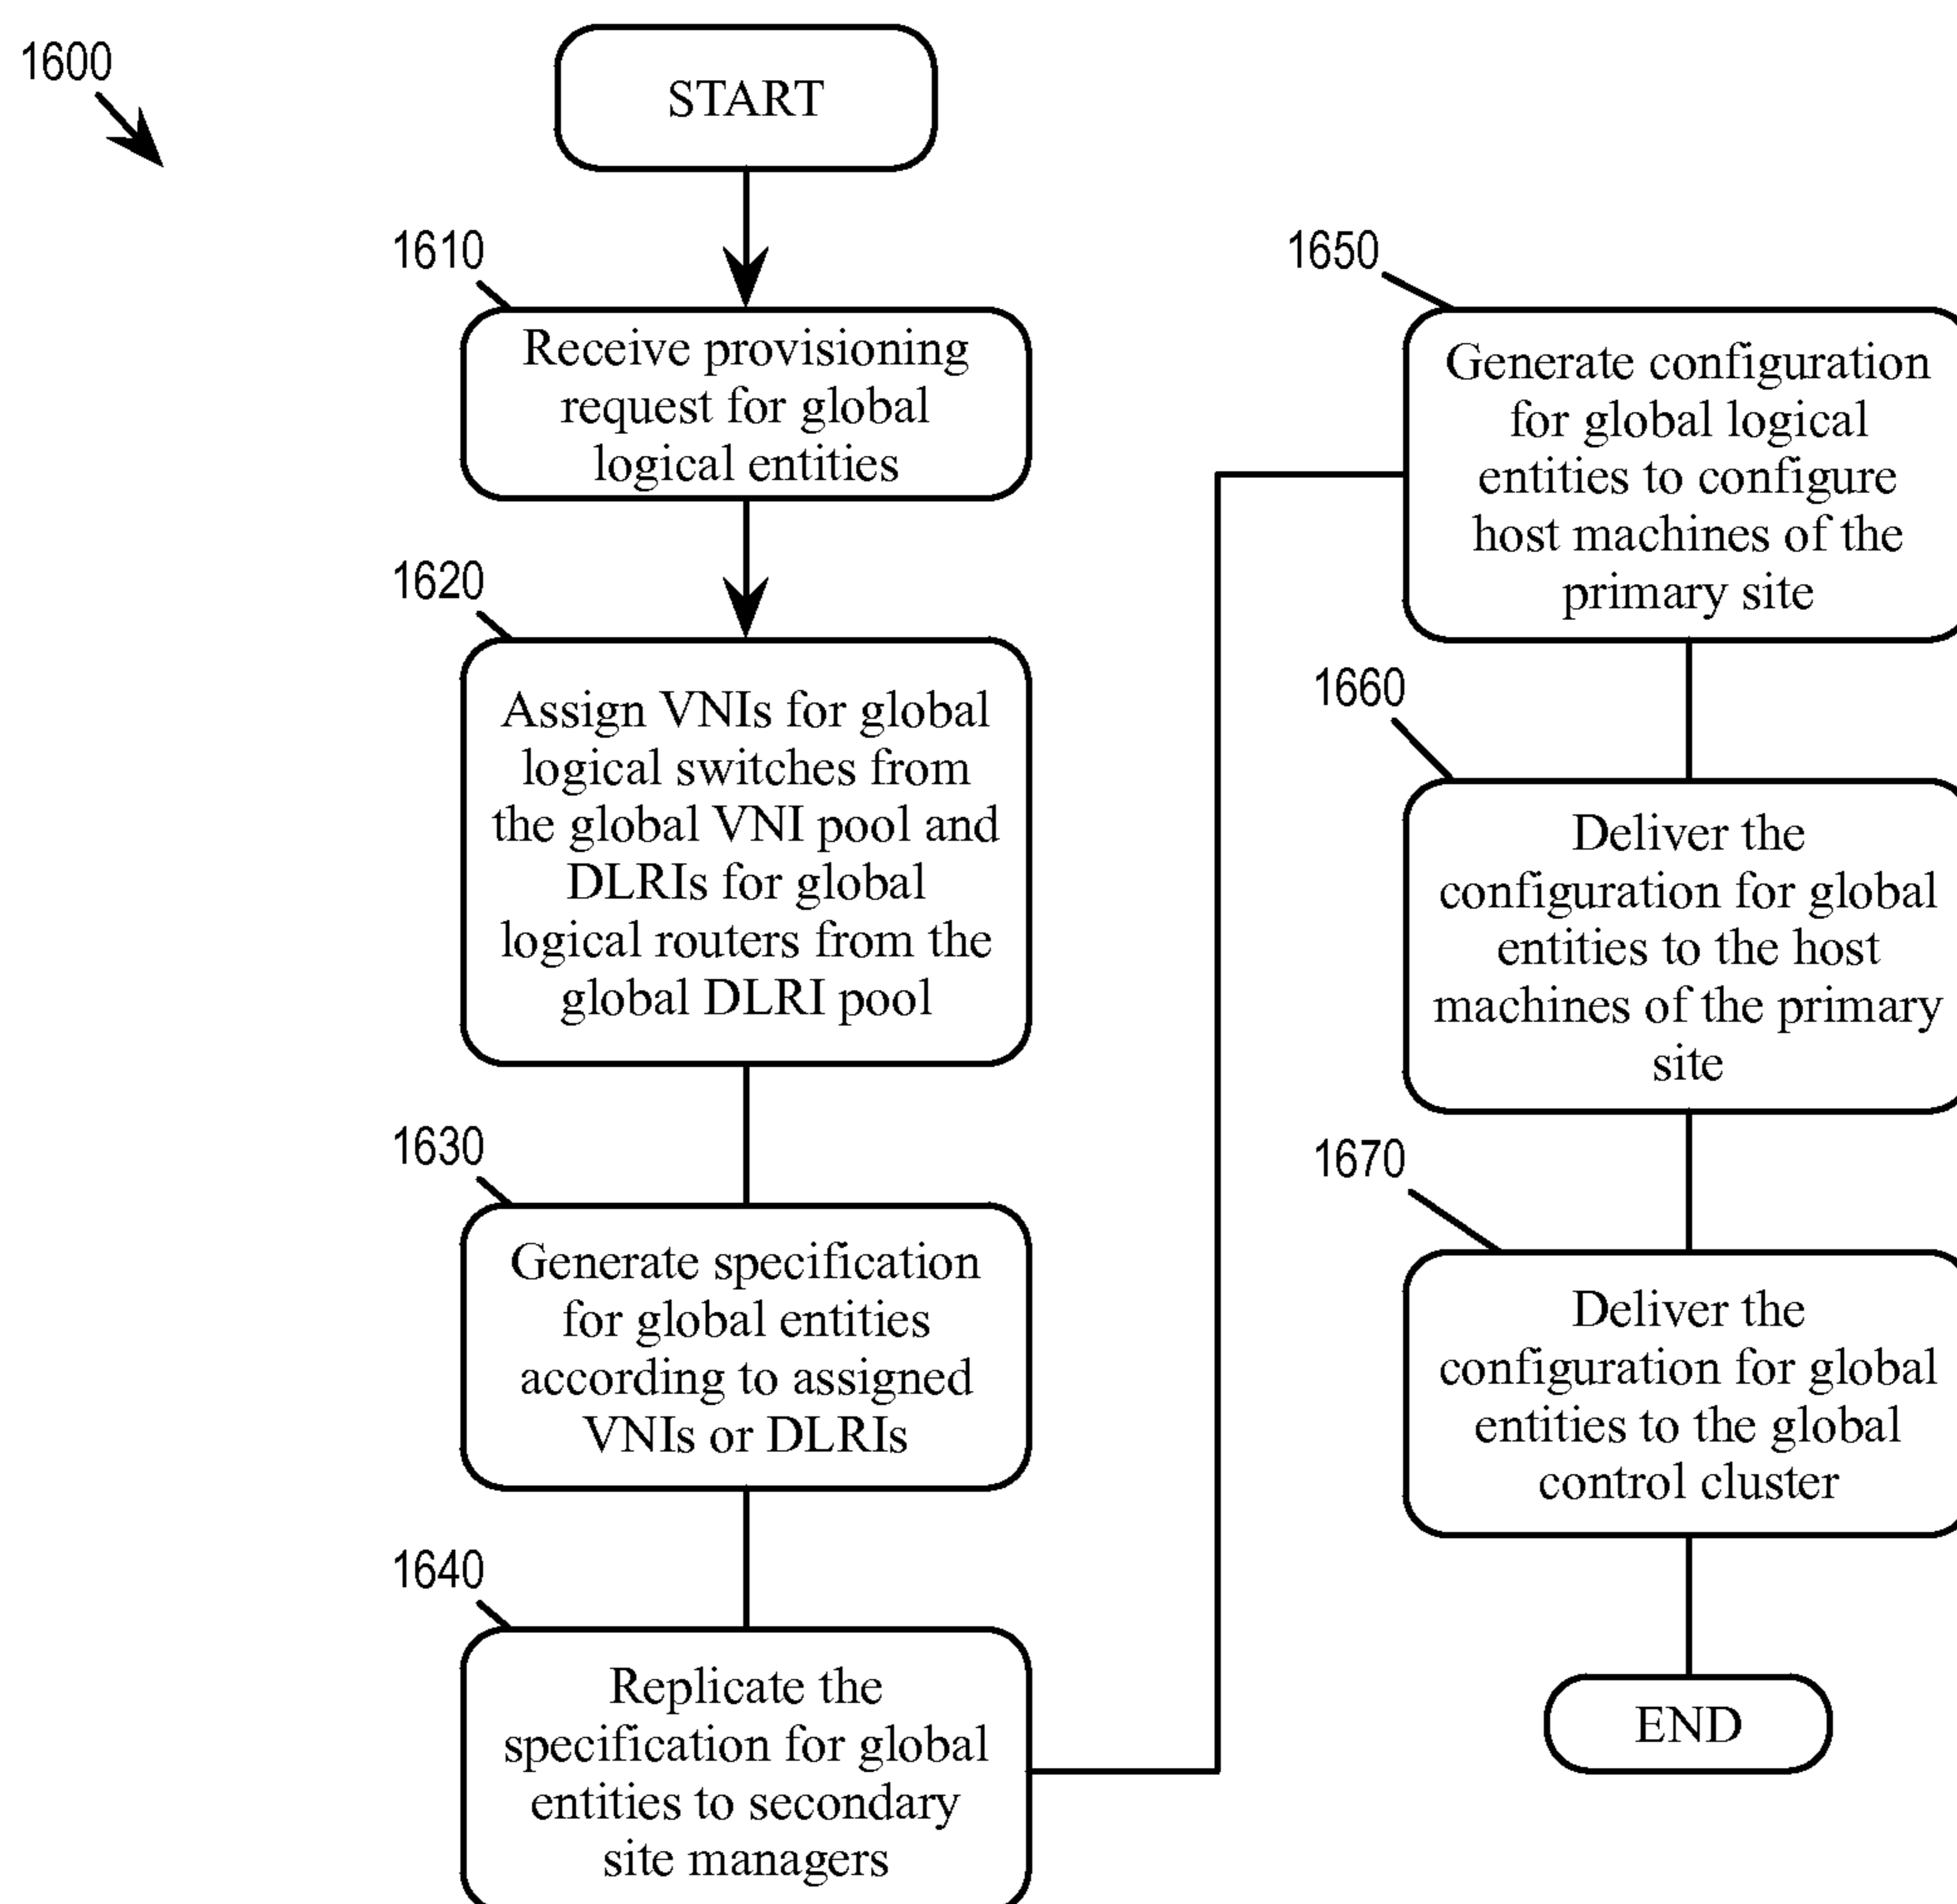 1600
START
1610
Receive provisioning
request for global
logical entities
1620
Assign VNIs for global
logical switches from
the global VNI pool and
DLRIs for global
logical routers from the
global DLRI pool
1630
Generate specification
for global entities
according to assigned
VNIs or DLRIs
1640
Replicate the
specification for global
entities to secondary
site managers
1650
Generate configuration
for global logical
entities to configure
host machines of the
primary site
1660
Deliver the
configuration for global
entities to the host
machines of the primary
site
1670
Deliver the
configuration for global
entities to the global
control cluster
END